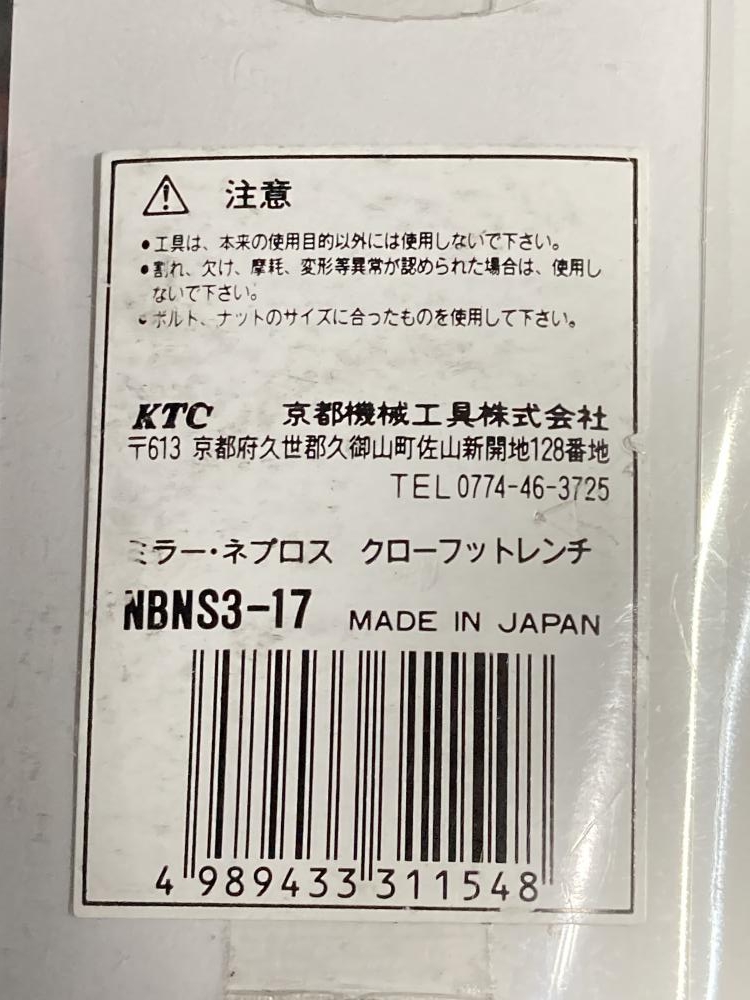 注意
●工具は、本来の使用目的以外には使用しないで下さい。
●割れ、欠け、摩耗、変形等異常が認められた場合は、使用し
ないで下さい。
●ボルト、ナットのサイズに合ったものを使用して下さい。
KTC 京都機械工具株式会社
〒613 京都府久世郡久御山町佐山新開地128番地
TEL 0774-46-3725
ミラー・ネプロス クローフットレンチ
NBNS3-17 MADE IN JAPAN
4 989433 311548